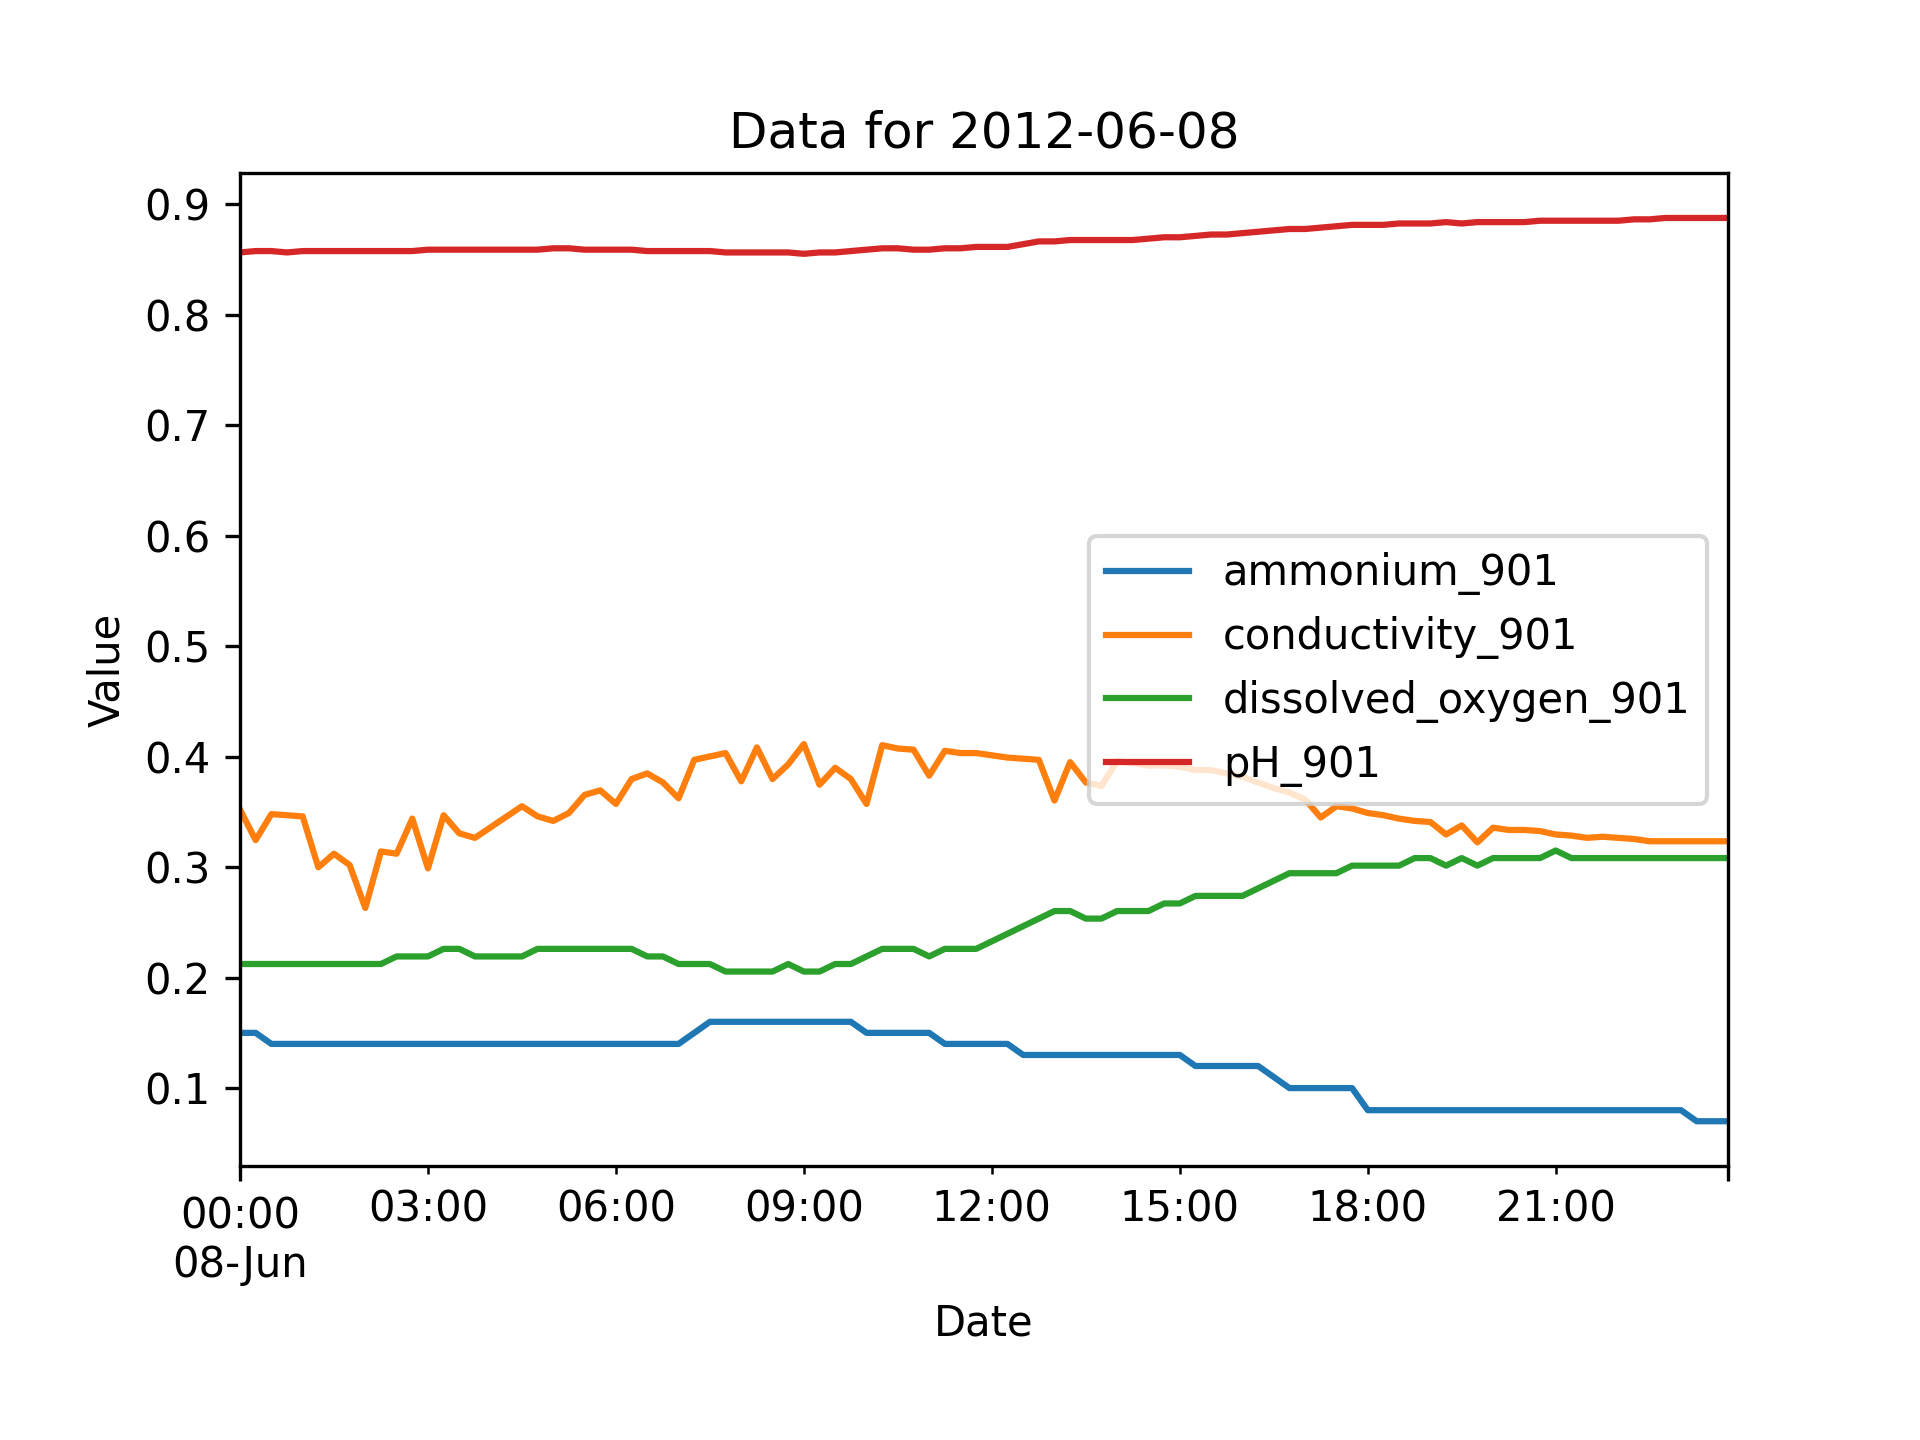 Data for 2012-06-08
0.9
0.8
0.7
0.6
0.5
0.4
0.3
0.2
0.1
Value
ammonium_901
conductivity_901
dissolved_oxygen_901
pH_901
00:00 03:00 06:00 09:00 12:00 15:00 18:00 21:00
08-Jun
Date